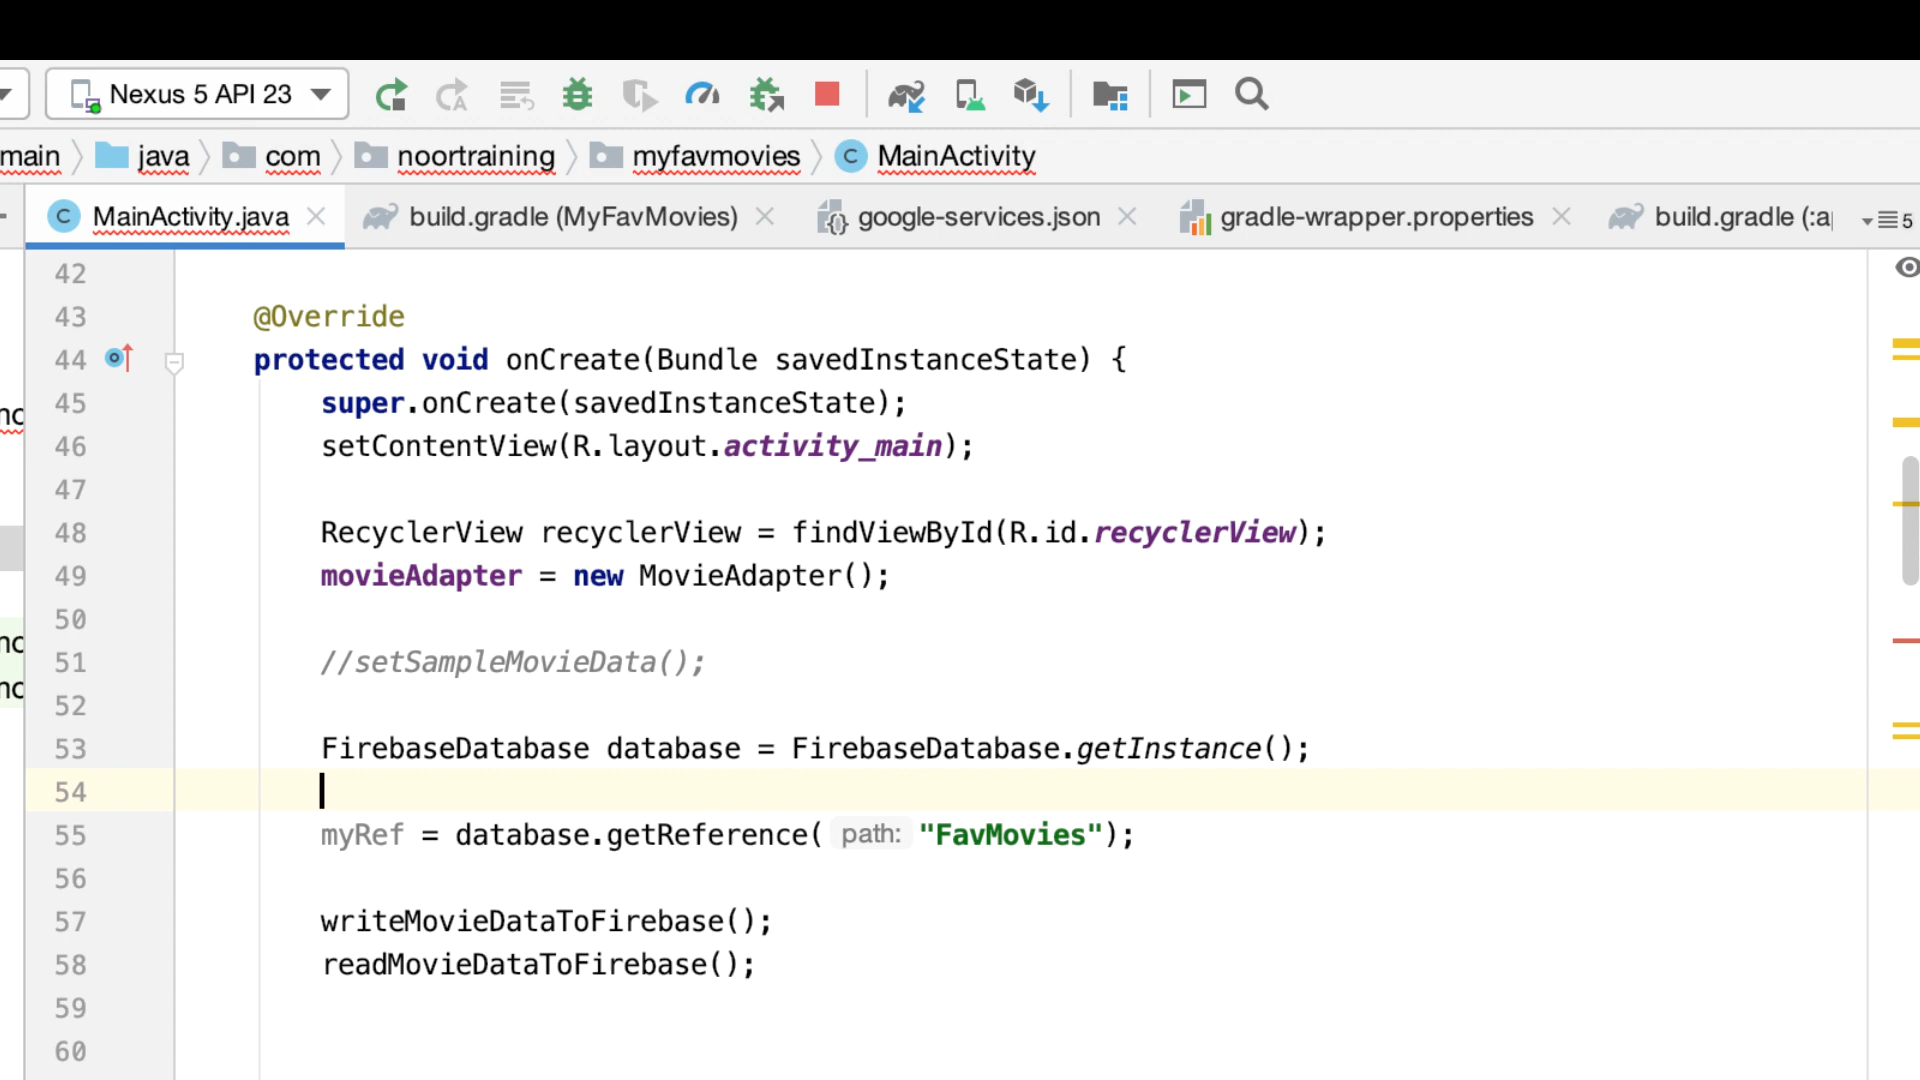 Nexus 5 API 23
main java com noortraining myfavmovies MainActivity
MainActivity.java build.gradle (MyFavMovies) google-services.json gradle-wrapper.properties build.gradle (:a 5
42
43 @Override
44 protected void onCreate(Bundle savedInstanceState) {
45 super.onCreate(savedInstanceState);
46 setContentView(R.layout.activity_main);
47
48 RecyclerView recyclerView = findViewById(R.id.recyclerView);
49 movieAdapter = new MovieAdapter();
50
51 //setSampleMovieData();
52
53 FirebaseDatabase database = FirebaseDatabase.getInstance();
54
55 myRef = database.getReference( path: "FavMovies");
56
57 writeMovieDataToFirebase();
58 readMovieDataToFirebase();
59
60